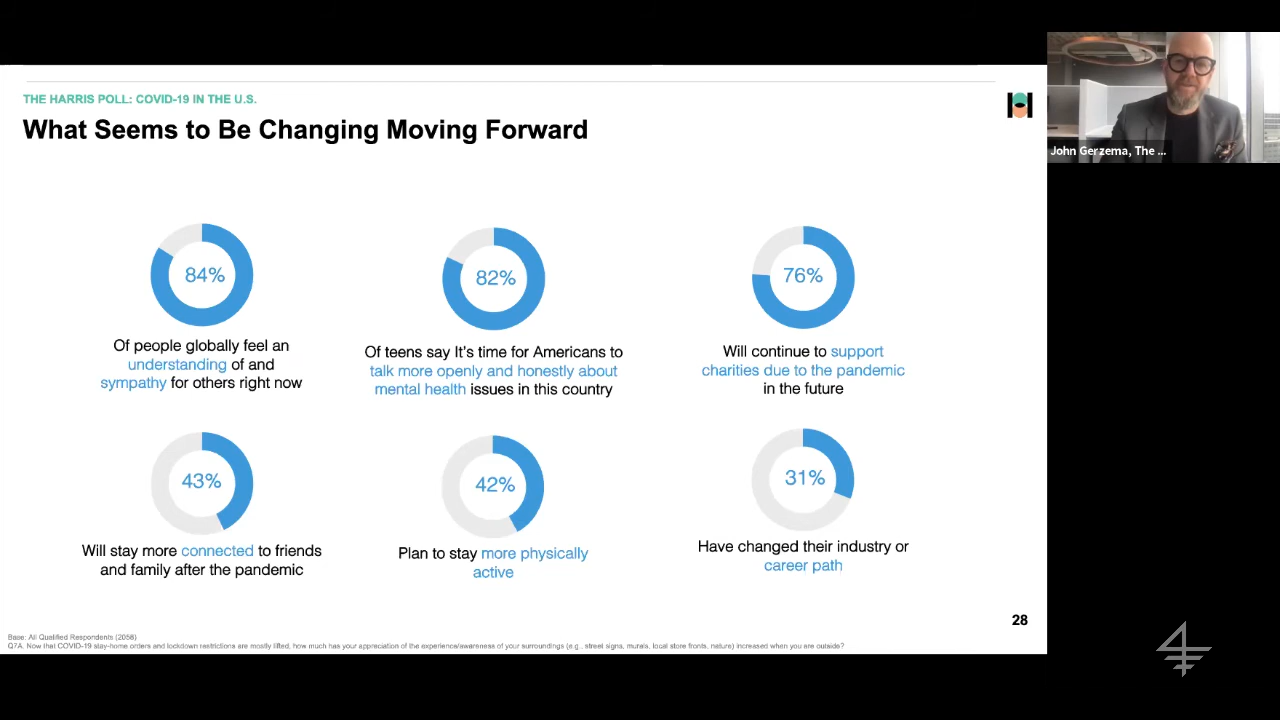 THE HARRIS POLL: COVID-19 IN THE U.S.
What Seems to Be Changing Moving Forward
John Gerzema, The ...
84%
Of people globally feel an
understanding of and
sympathy for others right now
82%
Of teens say It's time for Americans to
talk more openly and honestly about
mental health issues in this country
76%
Will continue to support
charities due to the pandemic
in the future
43%
Will stay more connected to friends
and family after the pandemic
42%
Plan to stay more physically
active
31%
Have changed their industry or
career path
28
Base: All Qualified Respondents (2058)
Q7A: Now that COVID-19 stay-home orders and lockdown restrictions are mostly lifted, how much has your appreciation of the experience/awareness of your surroundings (e.g., street signs, murals, local store fronts, nature) increased when you are outside?